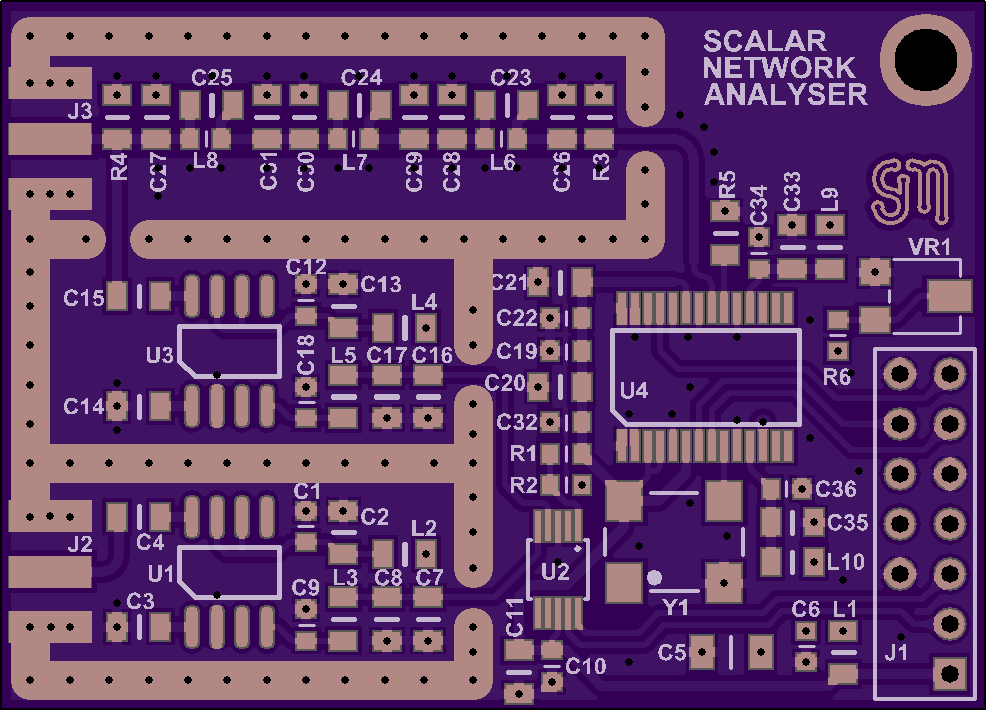 SCALAR
NETWORK
ANALYSER
C25 C24 C23
J3
R4 C27 L8 C31 C30 L7 C29 C28 L6 C26 R3
R5 C34 C33 L9
VR1
C12 C13
C21
C15
L4
C22
U3
C18 L5 C17 C16
C19
R6
C20
U4
C14
C32
R1
R2
C1 C2
C36
C35
J2 C4
L2
L10
U1
C9 L3 C8 C7
U2
Y1
C3
C11
C6 L1
C5
J1
C10